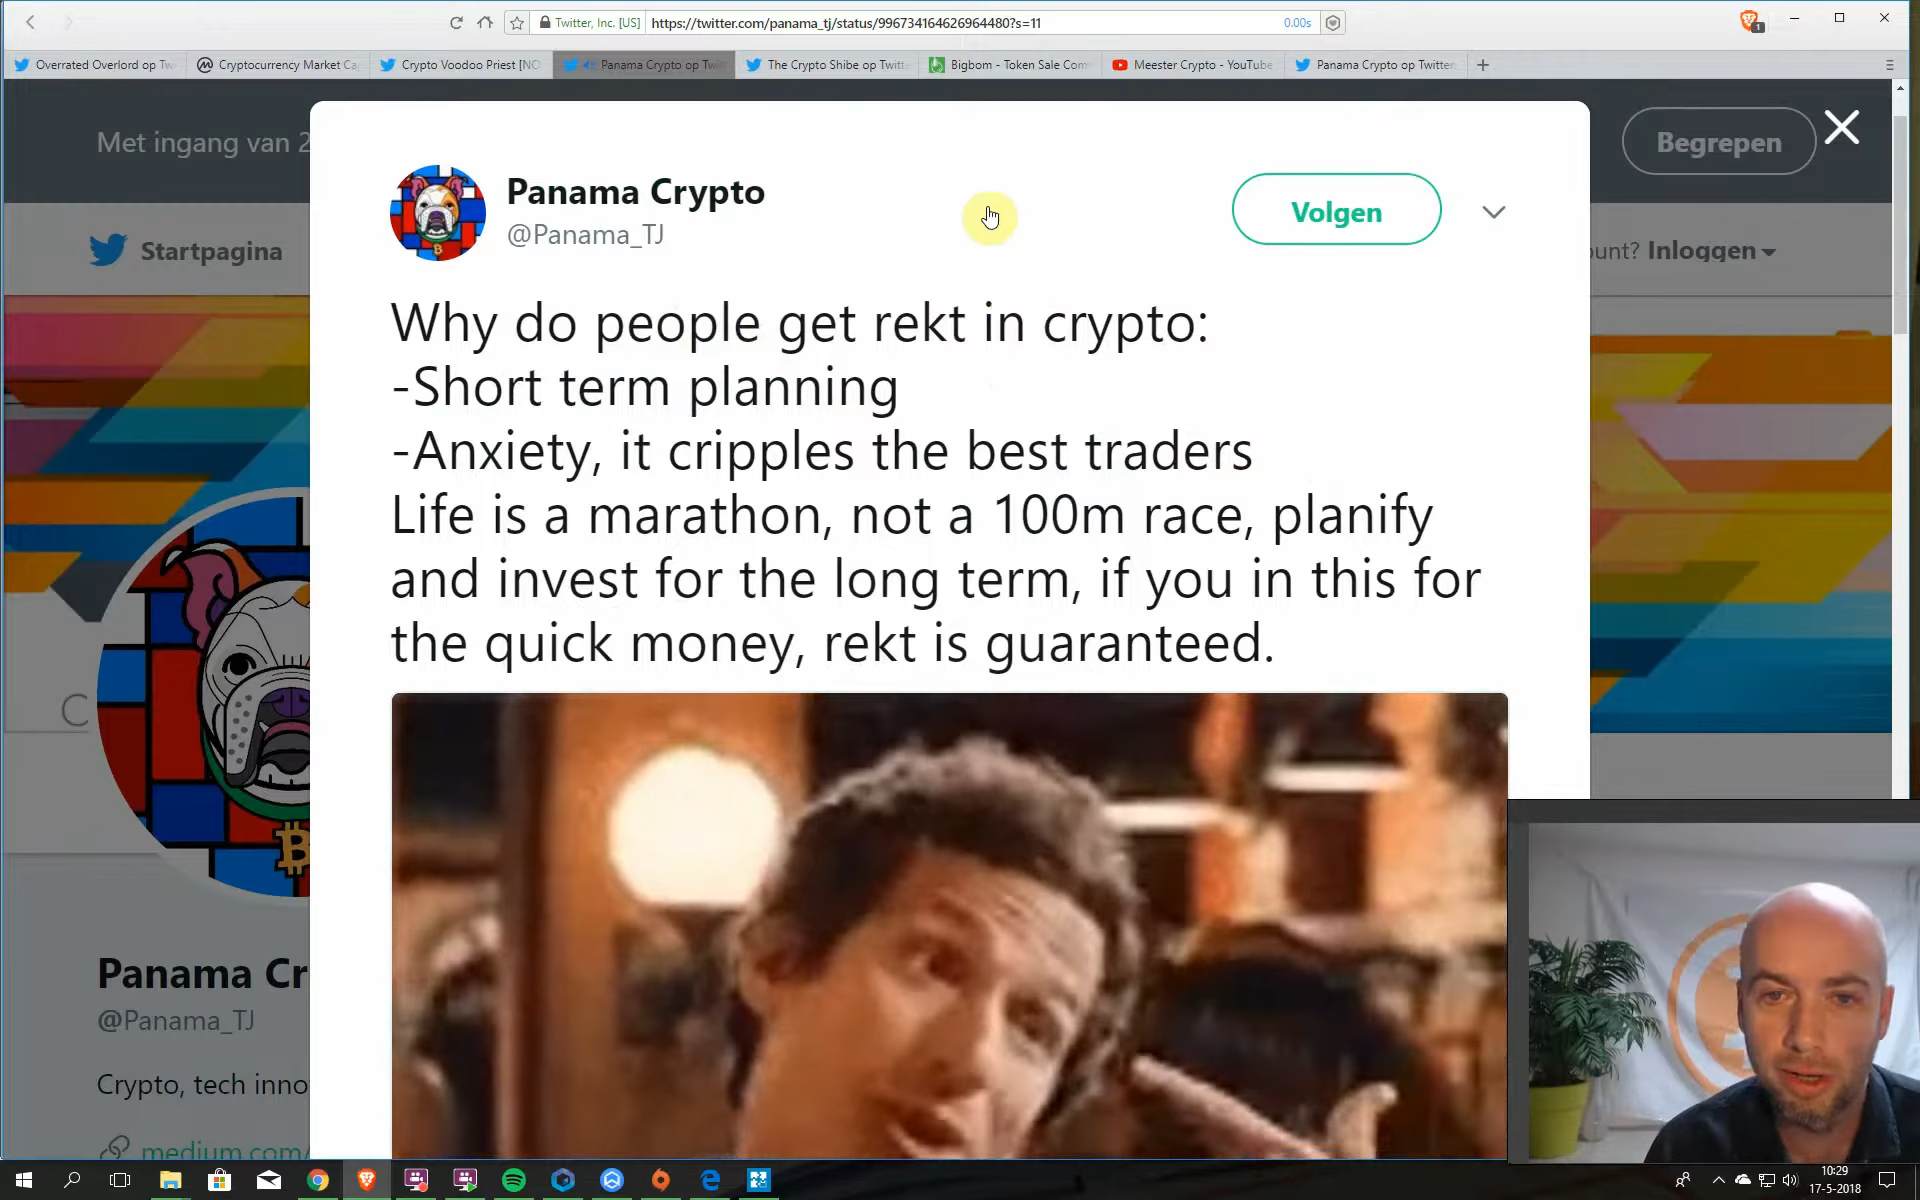 Twitter, Inc. [US]
https://twitter.com/panama_tj/status/996734164626964480?s=11
0.00s
1
Overrated Overlord op Tw
Cryptocurrency Market Ca
Crypto Voodoo Priest [NO
Panama Crypto op Twit
The Crypto Shibe op Twitt
Bigbom - Token Sale Com
Meester Crypto - YouTube
Panama Crypto op Twitter
Met ingang van 2
Begrepen
Startpagina
ount? Inloggen
Panama Crypto
@Panama_TJ
Volgen
Why do people get rekt in crypto:
-Short term planning
-Anxiety, it cripples the best traders
Life is a marathon, not a 100m race, planify
and invest for the long term, if you in this for
the quick money, rekt is guaranteed.
Panama Cr
@Panama_TJ
Crypto, tech inno
medium.com/
10:29
17-5-2018